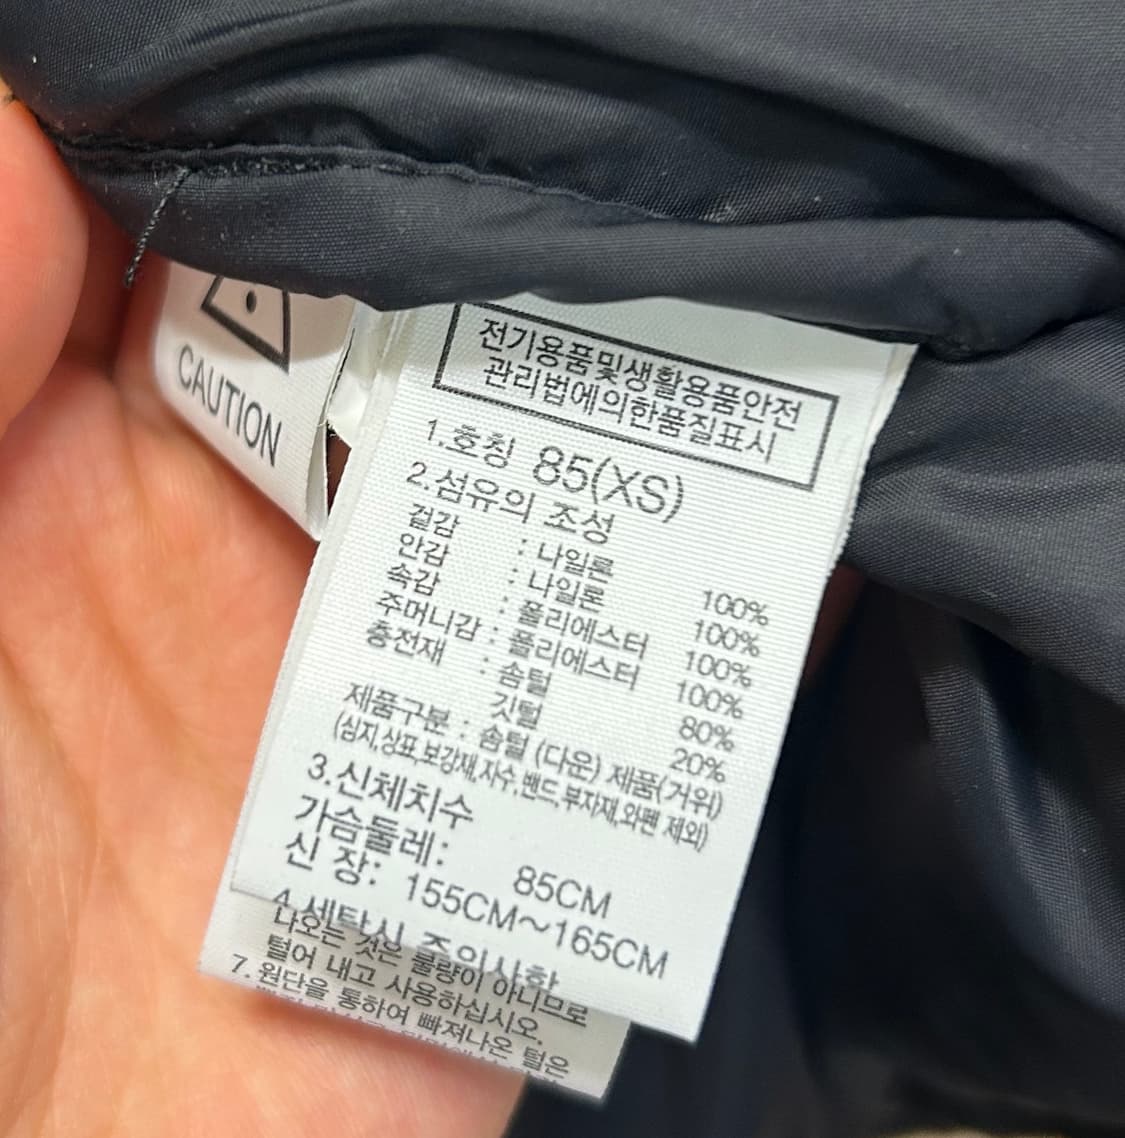 CAUTION
전기용품및생활용품안전
관리법에의한품질표시
1.호칭 85(XS)
2.섬유의 조성
겉감 : 나일론 100%
안감 : 나일론 100%
속감 : 폴리에스터 100%
주머니감 : 폴리에스터 100%
충전재 : 솜털 80%
깃털 20%
제품구분 : 솜털 (다운) 제품(거위)
(심지,상표,보강재,자수,밴드,부자재,와펜 제외)
3.신체치수
가슴둘레: 85CM
신 장: 155CM~165CM
4.세탁시 주의사항
나오는 것은 불량이 아니므로
털어 내고 사용하십시오.
7.원단을 통하여 빠져나온 털은